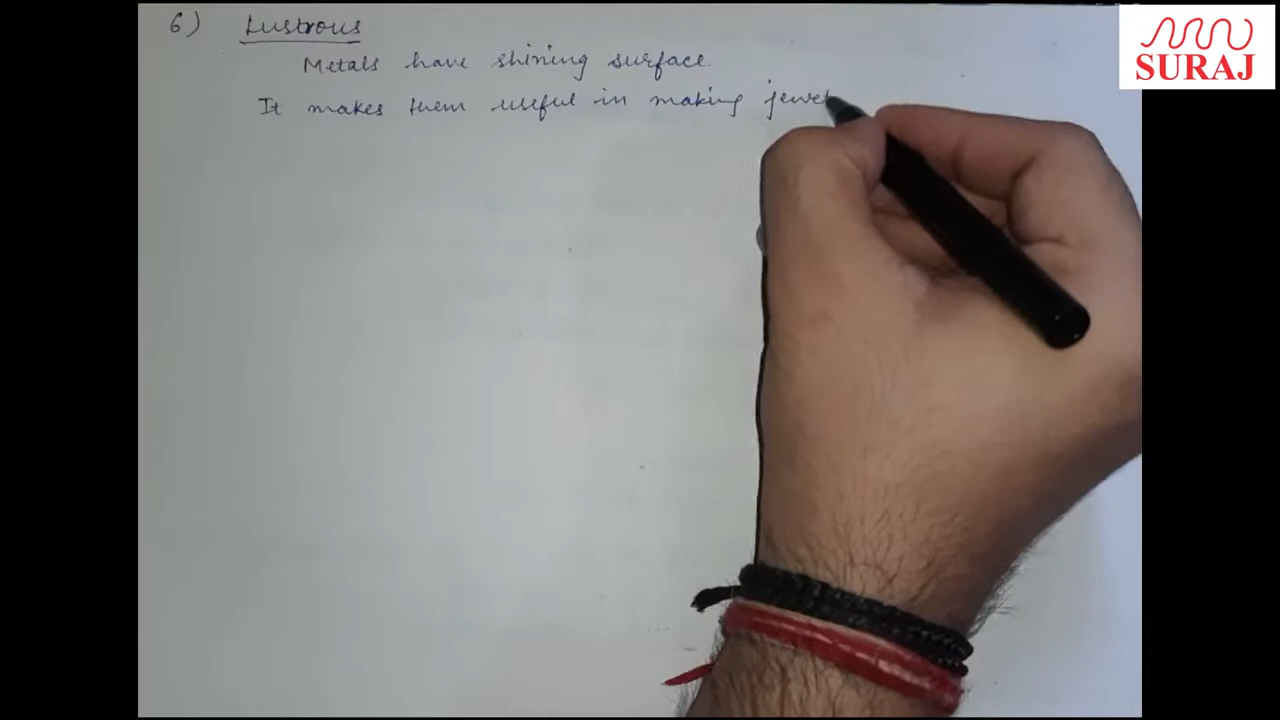 6) Lustrous
Metals have shining surface.
It makes them useful in making jewel
SURAJ